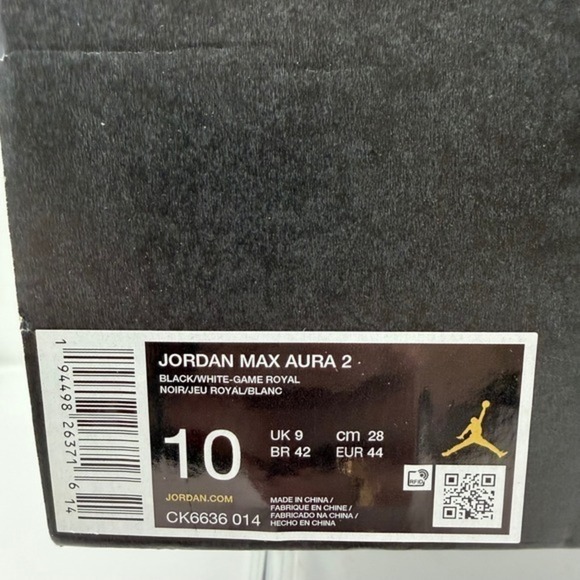 JORDAN MAX AURA 2
BLACK/WHITE-GAME ROYAL
NOIR/JEU ROYAL/BLANC
10
UK 9 cm 28
BR 42 EUR 44
JORDAN.COM
CK6636 014
MADE IN CHINA /
FABRIQUE EN CHINE /
FABRICADO NA CHINA /
HECHO EN CHINA
RFID
1 94498 26371 6 14